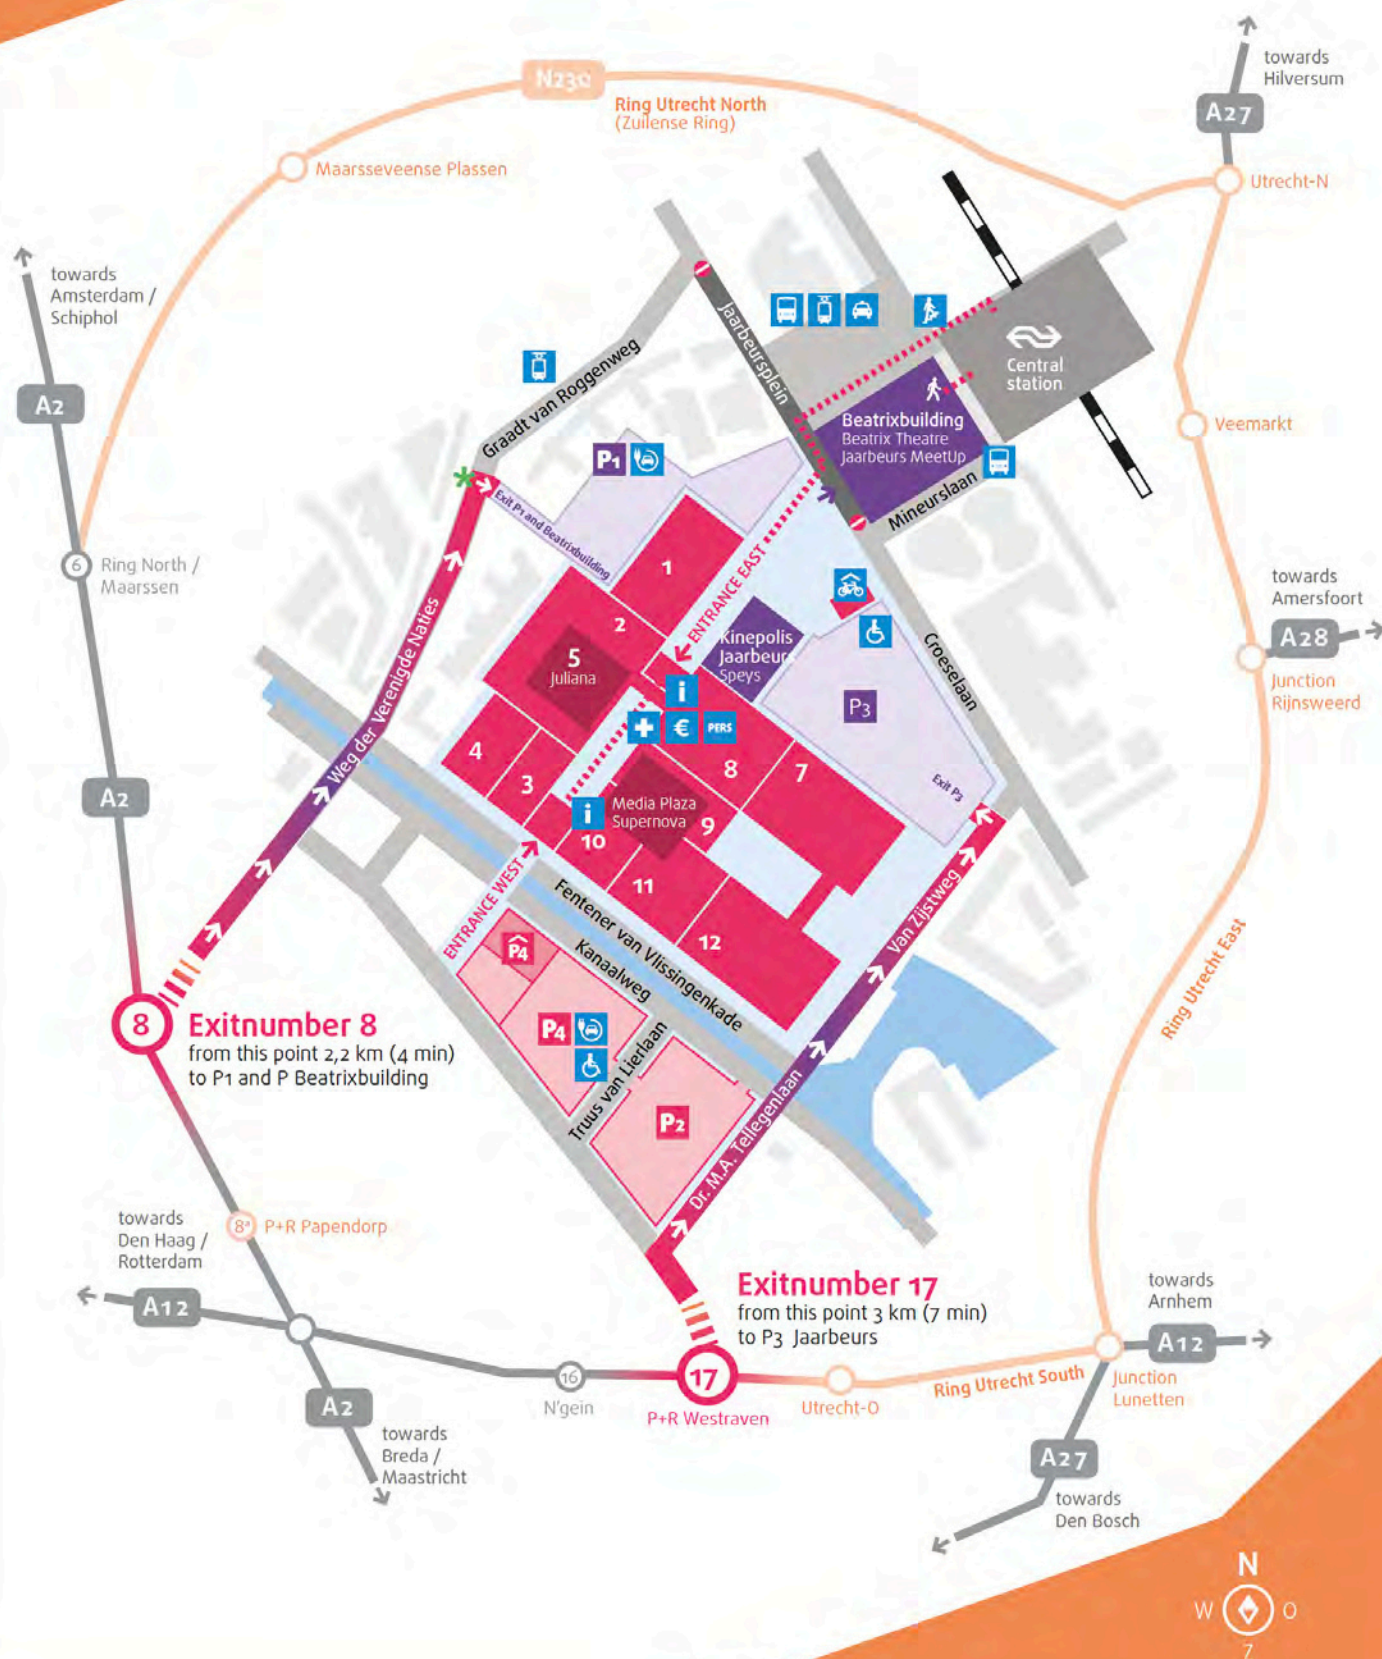 N230
Ring Utrecht North
(Zuilense Ring)
towards
Hilversum
A27
Utrecht-N
Maarsseveense Plassen
towards
Amsterdam /
Schiphol
A2
6
Ring North /
Maarssen
A2
Jaarbeursplein
Graadt van Roggenweg
Central
station
Beatrixbuilding
Beatrix Theatre
Jaarbeurs MeetUp
Mineurslaan
Veemarkt
P1
Exit P1 and Beatrixbuilding
ENTRANCE EAST
1
2
5
Juliana
Kinepolis
Jaarbeurs
Speys
Croeselaan
towards
Amersfoort
A28
Junction
Rijnsweerd
Weg der Verenigde Naties
i
€
PERS
P3
Exit P3
4
3
8
7
i
Media Plaza
Supernova
9
10
11
12
ENTRANCE WEST
Fentener van Vlissingenkade
Kanaalweg
Van Zijstweg
P4
P4
Truus van Lierlaan
P2
Dr. M.A. Tellegenlaan
Ring Utrecht East
8
Exitnumber 8
from this point 2,2 km (4 min)
to P1 and P Beatrixbuilding
8a
P+R Papendorp
towards
Den Haag /
Rotterdam
A12
A2
towards
Breda /
Maastricht
16
N'gein
17
P+R Westraven
Exitnumber 17
from this point 3 km (7 min)
to P3 Jaarbeurs
Utrecht-O
Ring Utrecht South
towards
Arnhem
A12
Junction
Lunetten
A27
towards
Den Bosch
N
W
O
Z